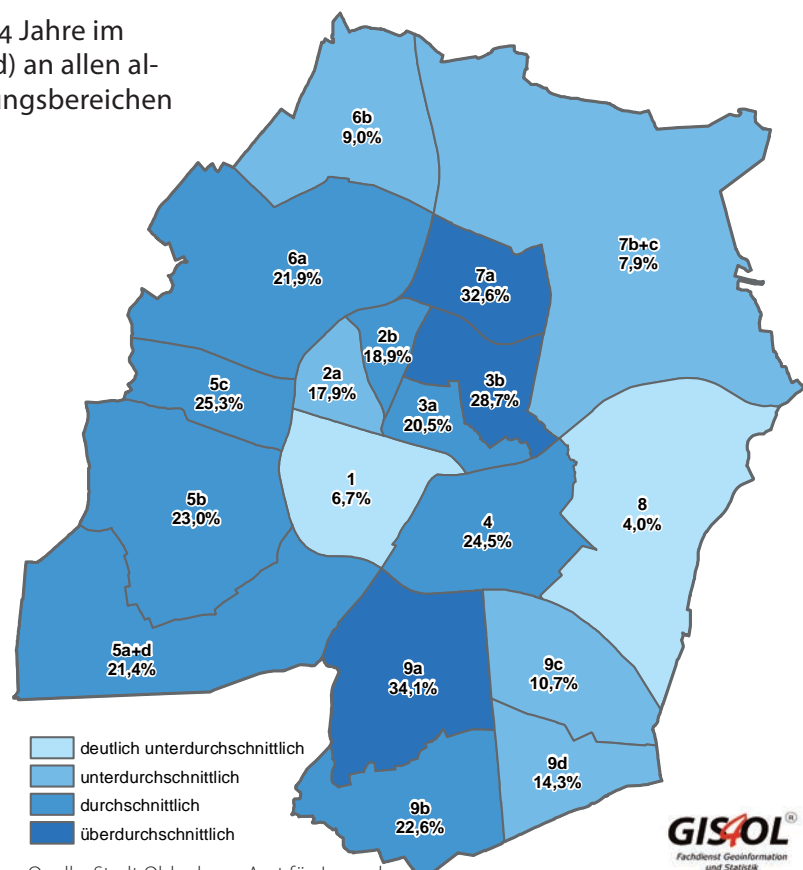 4 Jahre im
d) an allen al-
ungsbereichen
6b
9,0%
7b+c
7,9%
6a
21,9%
7a
32,6%
2b
18,9%
2a
17,9%
3b
28,7%
5c
25,3%
3a
20,5%
1
6,7%
5b
23,0%
4
24,5%
8
4,0%
5a+d
21,4%
9a
34,1%
9c
10,7%
9d
14,3%
9b
22,6%
deutlich unterdurchschnittlich
unterdurchschnittlich
durchschnittlich
überdurchschnittlich
GIS4OL®
Fachdienst Geoinformation
und Statistik